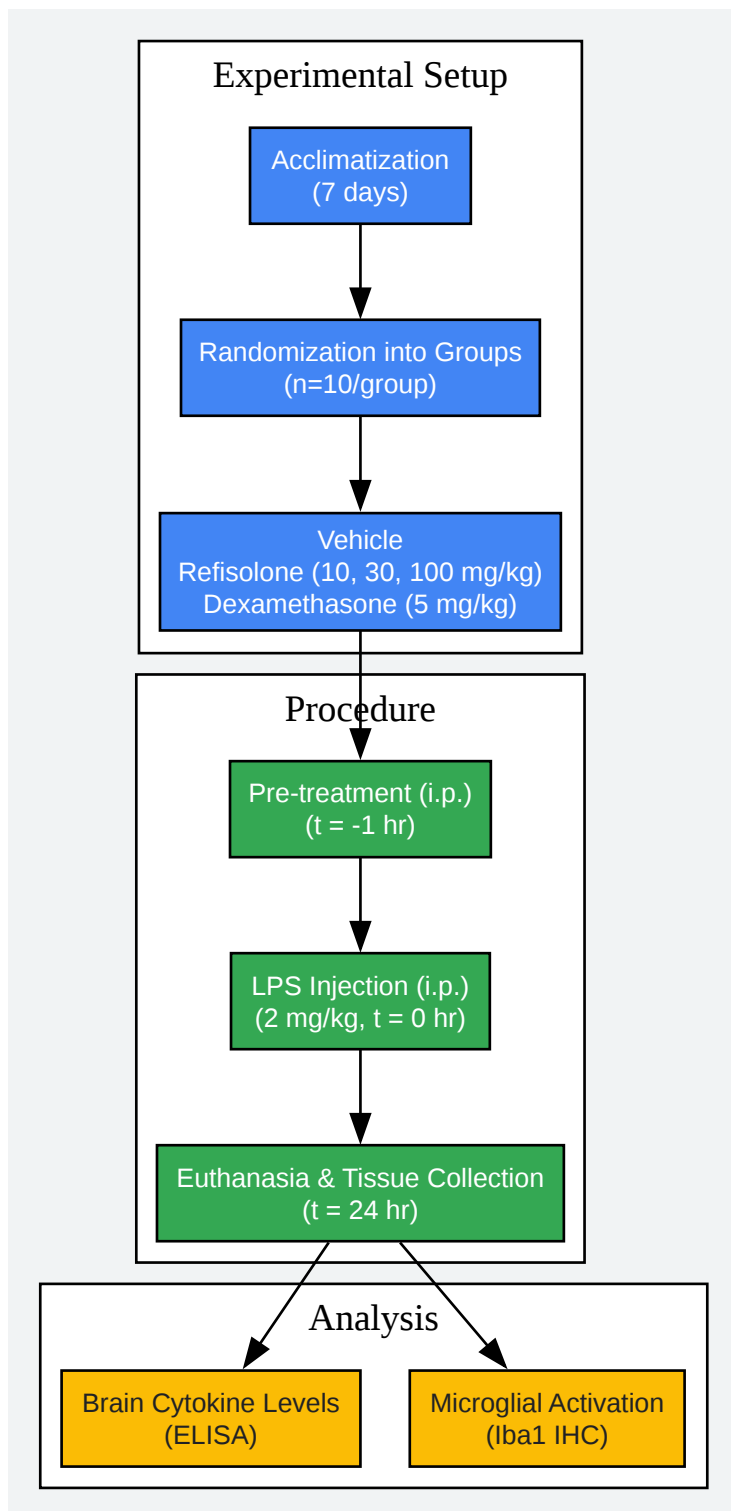 Experimental Setup
Acclimatization
(7 days)
Randomization into Groups
(n=10/group)
Vehicle
Refisolone (10, 30, 100 mg/kg)
Dexamethasone (5 mg/kg)
Procedure
Pre-treatment (i.p.)
(t = -1 hr)
LPS Injection (i.p.)
(2 mg/kg, t = 0 hr)
Euthanasia & Tissue Collection
(t = 24 hr)
Analysis
Brain Cytokine Levels
(ELISA)
Microglial Activation
(Iba1 IHC)